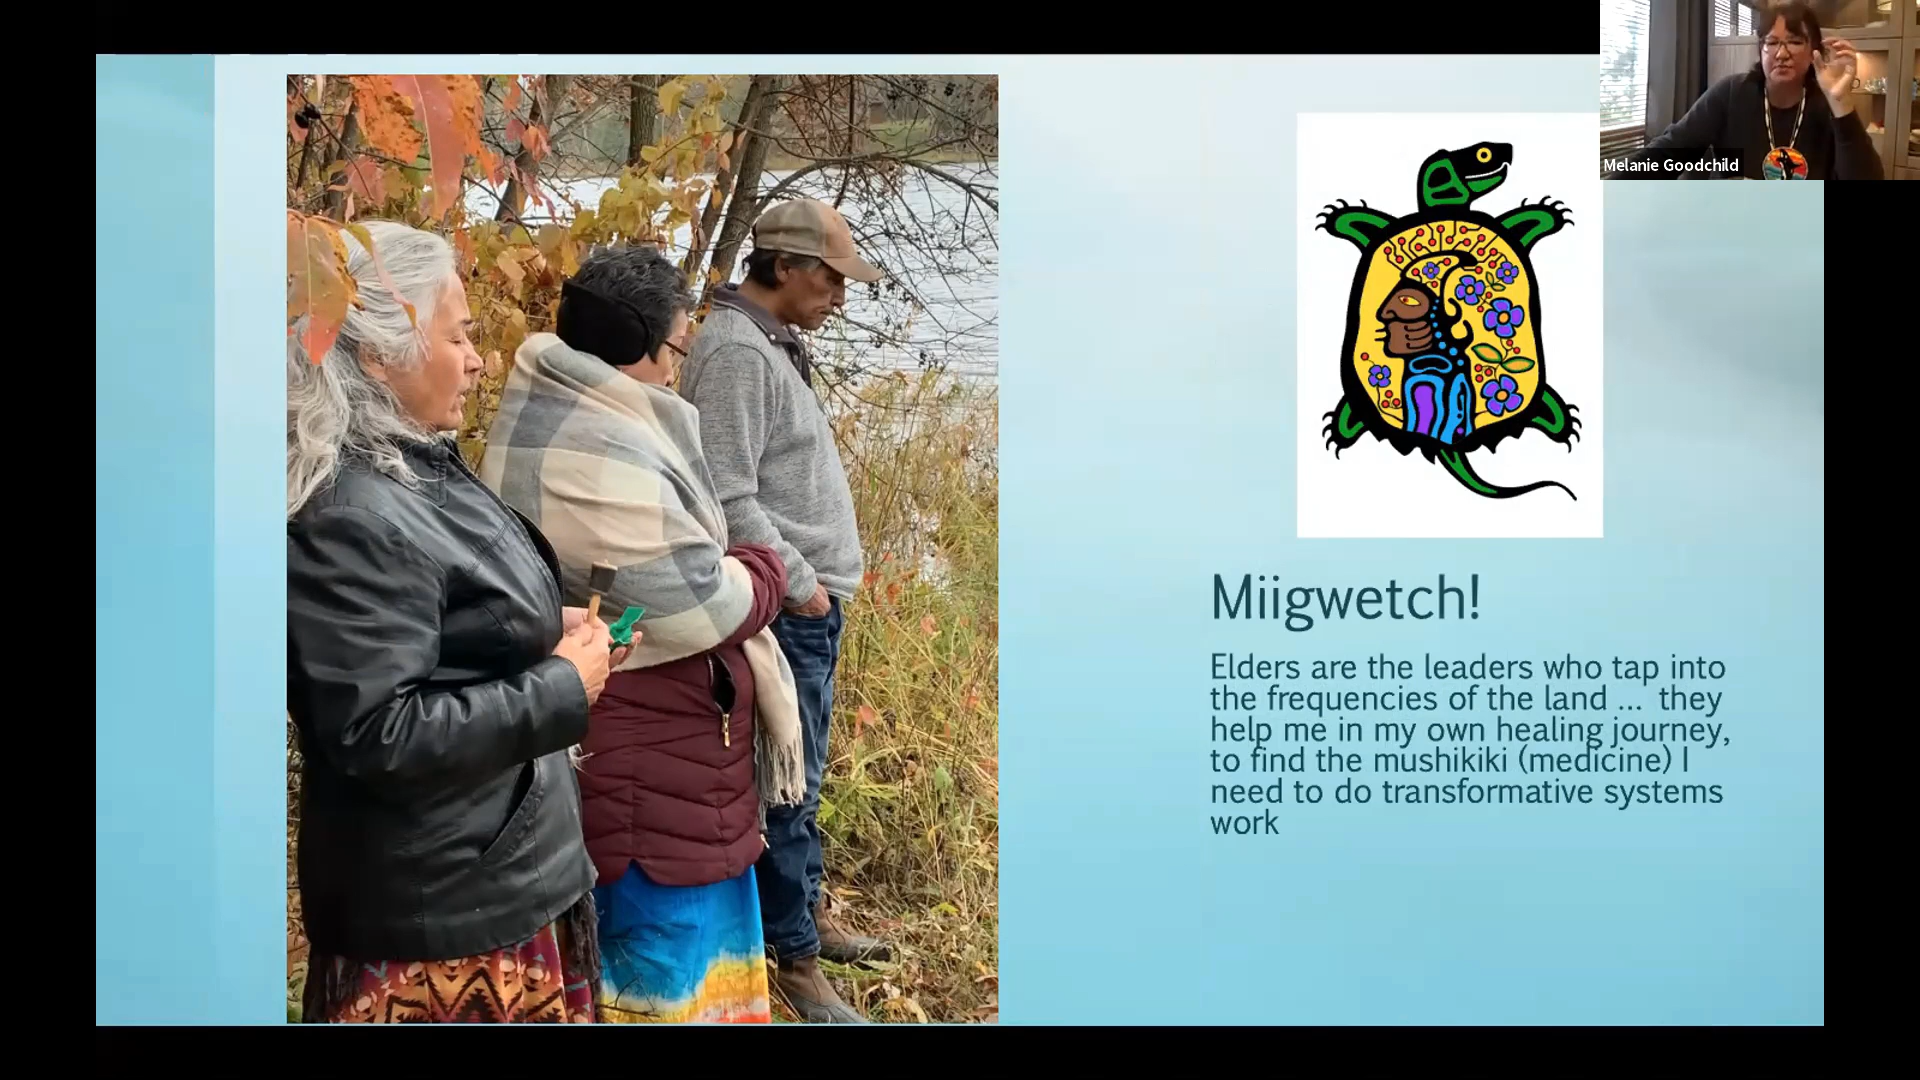 Melanie Goodchild
Miigwetch!
Elders are the leaders who tap into
the frequencies of the land ... they
help me in my own healing journey,
to find the mushikiki (medicine) I
need to do transformative systems
work